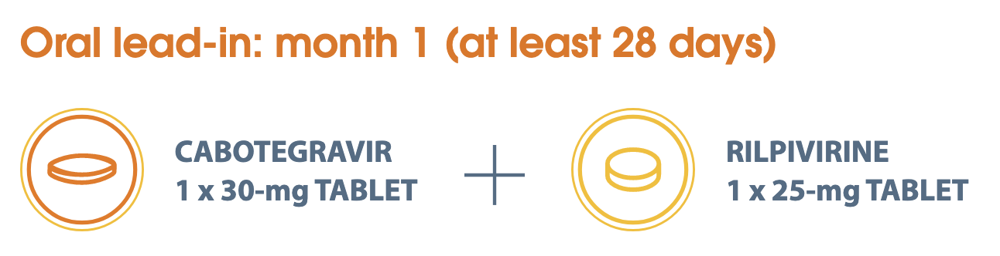 Oral lead-in: month 1 (at least 28 days)
CABOTEGRAVIR
1 x 30-mg TABLET
+
RILPIVIRINE
1 x 25-mg TABLET